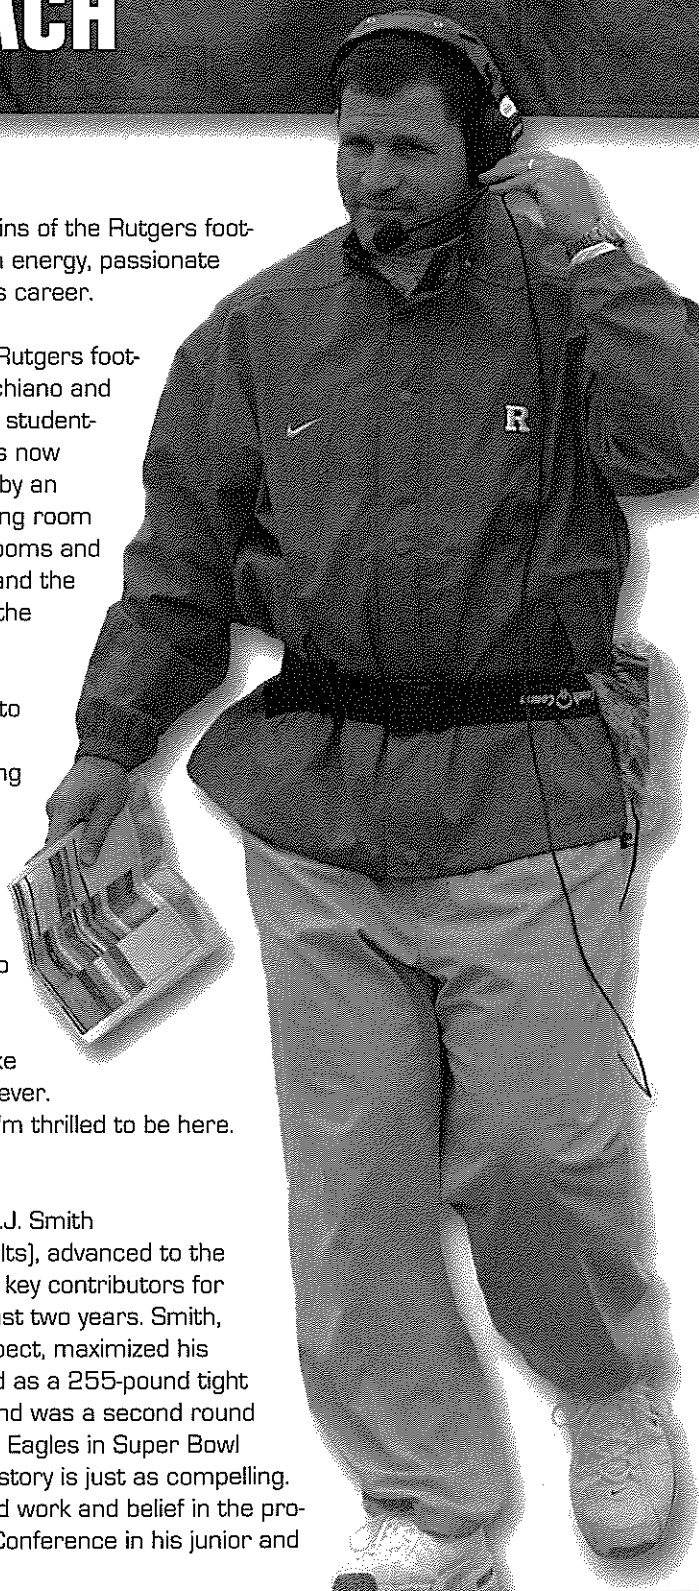 ACH
ins of the Rutgers foot-
energy, passionate
s career.
Rutgers foot-
chiano and
student-
s now
by an
ng room
ooms and
and the
the
to
ng
R
ke
ever.
'm thrilled to be here.
.J. Smith
lts), advanced to the
key contributors for
ast two years. Smith,
pect, maximized his
d as a 255-pound tight
nd was a second round
Eagles in Super Bowl
story is just as compelling.
d work and belief in the pro-
Conference in his junior and